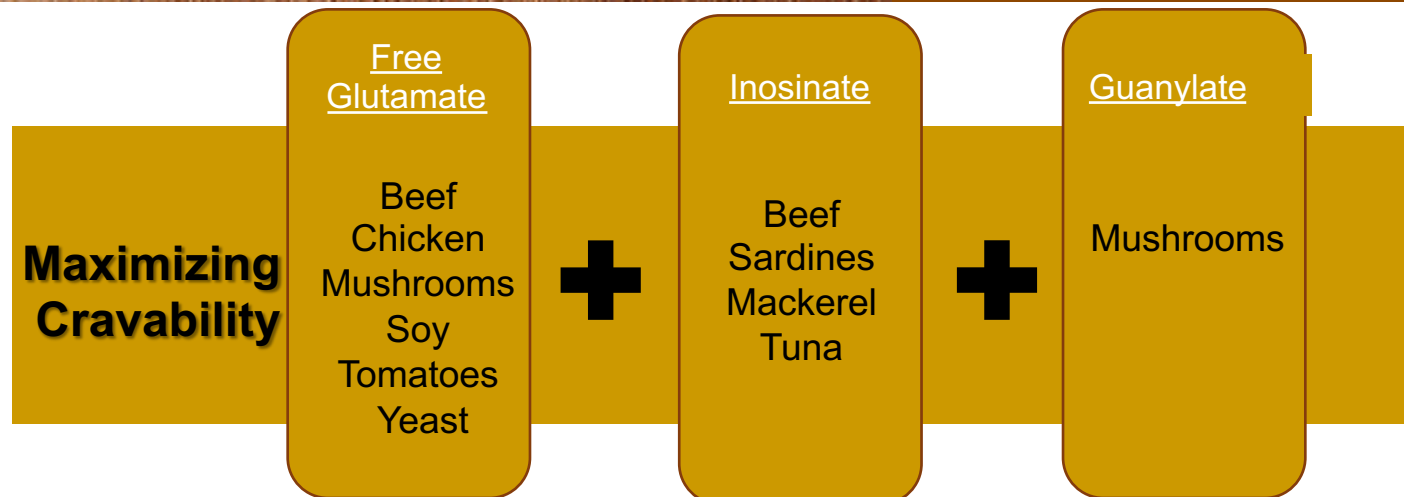 Maximizing
Cravability
Free
Glutamate
Beef
Chicken
Mushrooms
Soy
Tomatoes
Yeast
Inosinate
Beef
Sardines
Mackerel
Tuna
Guanylate
Mushrooms